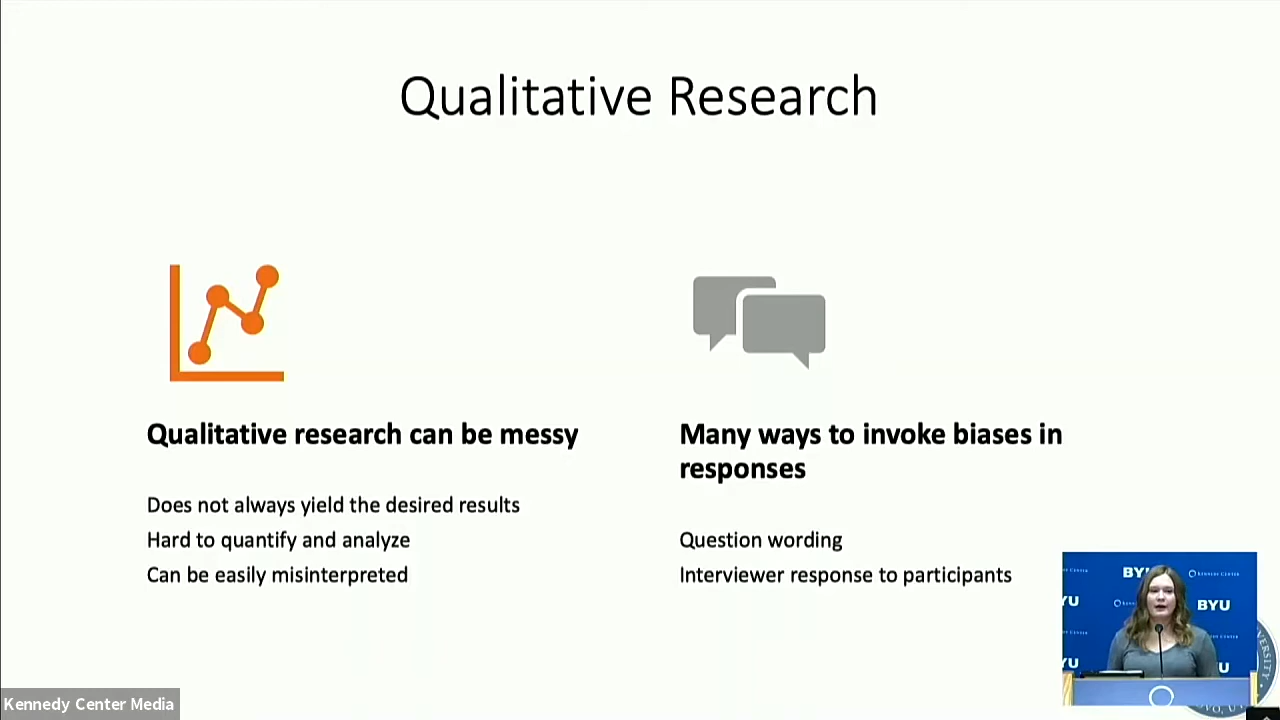 Qualitative Research
Qualitative research can be messy
Does not always yield the desired results
Hard to quantify and analyze
Can be easily misinterpreted
Many ways to invoke biases in
responses
Question wording
Interviewer response to participants
BYU
KENNEDY CENTER
BYU
Kennedy Center Media